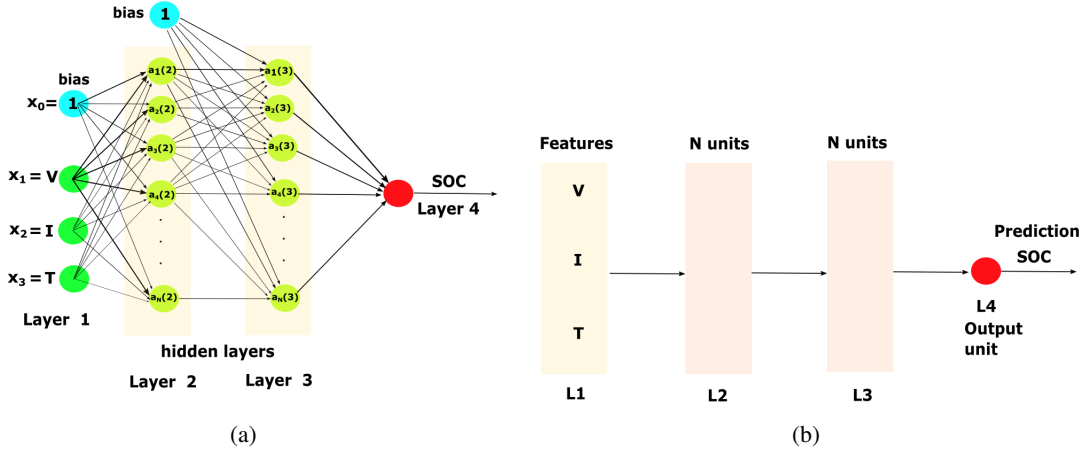 bias 1
bias
x₀= 1
x₁ = V
x₂ = I
x₃ = T
Layer 1
a₁(2)
a₂(2)
a₃(2)
a₄(2)
.
.
.
a_N(2)
a₁(3)
a₂(3)
a₃(3)
a₄(3)
.
.
.
a_N(3)
SOC
Layer 4
hidden layers
Layer 2
Layer 3
(a)
Features
N units
N units
V
I
T
Prediction
SOC
L4
Output
unit
L1
L2
L3
(b)